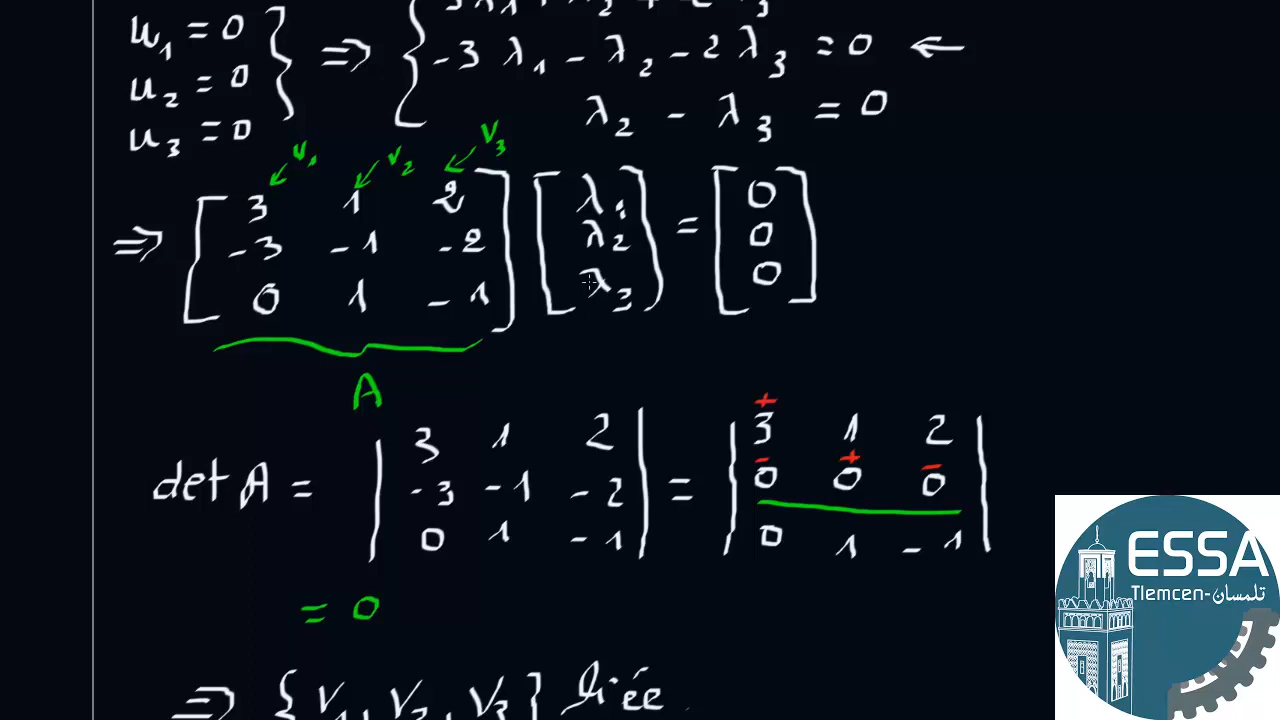 u₁ = 0 } ⇒ {
u₂ = 0
u₃ = 0
-3 λ₁ - λ₂ - 2 λ₃ = 0 ←
λ₂ - λ₃ = 0
v₁ v₂ v₃
⇒ [ 3 1 2 ] [ λ₁ ] = [ 0 ]
[ -3 -1 -2 ] [ λ₂ ] [ 0 ]
[ 0 1 -1 ] [ λ₃ ] [ 0 ]
A
+
det A = | 3 1 2 | = | 3 1 2 |
- + -
| -3 -1 -2 | | 0 0 0 |
| 0 1 -1 | | 0 1 -1 |
= 0
⇒ { V₁, V₂, V₃ } liée
ESSA
Tlemcen-تلمسان